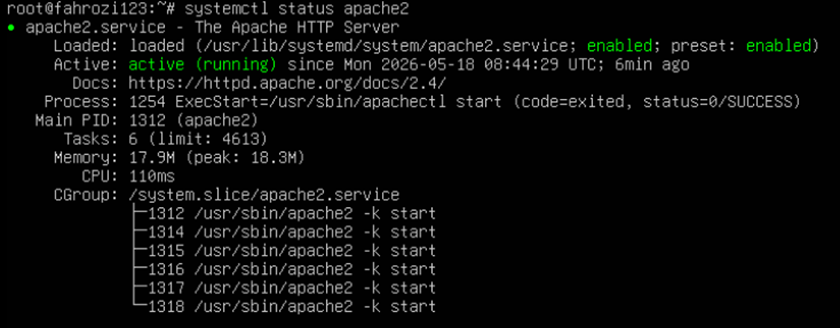 root@fahrozi123:~# systemctl status apache2
● apache2.service - The Apache HTTP Server
     Loaded: loaded (/usr/lib/systemd/system/apache2.service; enabled; preset: enabled)
     Active: active (running) since Mon 2026-05-18 08:44:29 UTC; 6min ago
       Docs: https://httpd.apache.org/docs/2.4/
    Process: 1254 ExecStart=/usr/sbin/apachectl start (code=exited, status=0/SUCCESS)
   Main PID: 1312 (apache2)
      Tasks: 6 (limit: 4613)
     Memory: 17.9M (peak: 18.3M)
        CPU: 110ms
     CGroup: /system.slice/apache2.service
             ├─1312 /usr/sbin/apache2 -k start
             ├─1314 /usr/sbin/apache2 -k start
             ├─1315 /usr/sbin/apache2 -k start
             ├─1316 /usr/sbin/apache2 -k start
             ├─1317 /usr/sbin/apache2 -k start
             └─1318 /usr/sbin/apache2 -k start